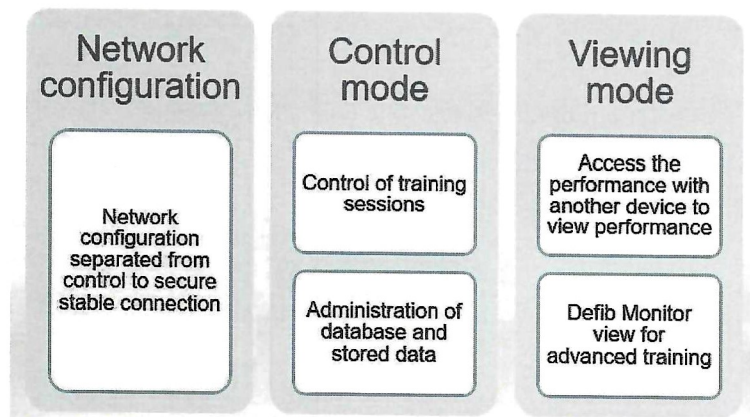 Network
configuration
Network
configuration
separated from
control to secure
stable connection
Control
mode
Control of training
sessions
Administration of
database and
stored data
Viewing
mode
Access the
performance with
another device to
view performance
Defib Monitor
view for
advanced training